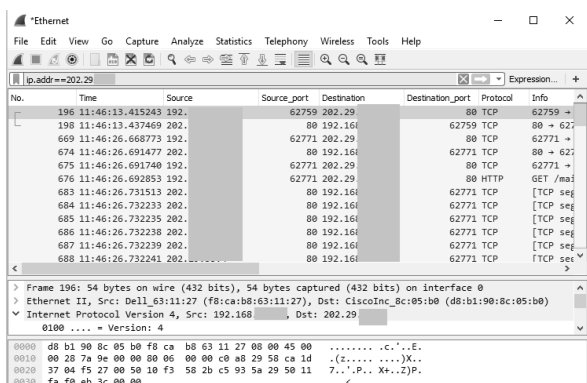 *Ethernet
File Edit View Go Capture Analyze Statistics Telephony Wireless Tools Help
ip.addr==202.29
Expression... +
No. Time Source Source_port Destination Destination_port Protocol Info
196 11:46:13.415243 192. 62759 202.29 80 TCP 62759 →
198 11:46:13.437469 202. 80 192.168 62759 TCP 80 → 627
669 11:46:26.668773 192. 62771 202.29 80 TCP 62771 →
674 11:46:26.691477 202. 80 192.168 62771 TCP 80 → 627
675 11:46:26.691740 192. 62771 202.29 80 TCP 62771 →
676 11:46:26.692853 192. 62771 202.29 80 HTTP GET /mai
683 11:46:26.731513 202. 80 192.168 62771 TCP [TCP seg
684 11:46:26.732233 202. 80 192.168 62771 TCP [TCP seg
685 11:46:26.732235 202. 80 192.168 62771 TCP [TCP seg
686 11:46:26.732238 202. 80 192.168 62771 TCP [TCP seg
687 11:46:26.732239 202. 80 192.168 62771 TCP [TCP seg
688 11:46:26.732241 202. 80 192.168 62771 TCP [TCP seg
Frame 196: 54 bytes on wire (432 bits), 54 bytes captured (432 bits) on interface 0
Ethernet II, Src: Dell_63:11:27 (f8:ca:b8:63:11:27), Dst: CiscoInc_8c:05:b0 (d8:b1:90:8c:05:b0)
Internet Protocol Version 4, Src: 192.168 , Dst: 202.29
0100 .... = Version: 4
0000 d8 b1 90 8c 05 b0 f8 ca b8 63 11 27 08 00 45 00 ........ .c.'..E.
0010 00 28 7a 9e 00 00 80 06 00 00 c0 a8 29 58 ca 1d .(z..... ....)X..
0020 37 04 f5 27 00 50 10 f3 58 2b c5 93 5a 29 50 11 7..'.P.. X+..Z)P.
0030 fa f0 eb 3c 00 00